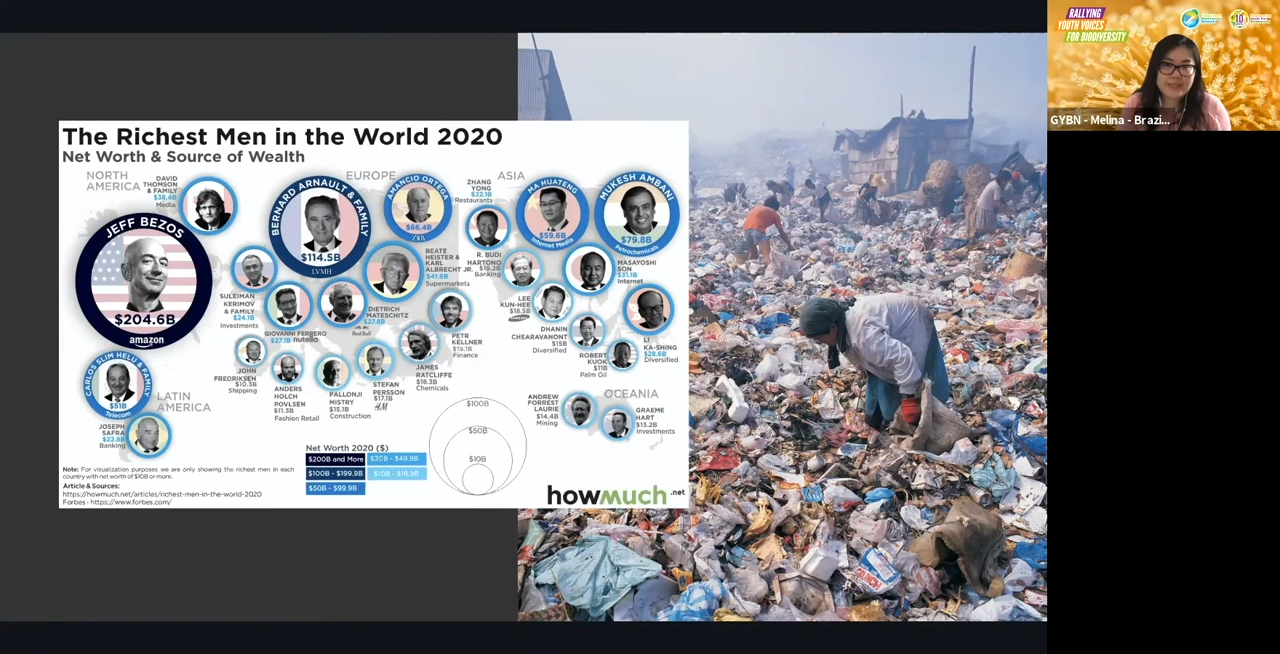 The Richest Men in the World 2020
Net Worth & Source of Wealth
NORTH
AMERICA
DAVID
THOMSON
& FAMILY
$38.4B
Media
JEFF BEZOS
$204.6B
amazon
CARLOS SLIM HELU & FAMILY
$51B
Telecom
LATIN
AMERICA
JOSEPH
SAFRA
$22.8B
Banking
EUROPE
BERNARD ARNAULT & FAMILY
$114.5B
LVMH
AMANCIO ORTEGA
$66.4B
ZARA
BEATE
HEISTER &
KARL
ALBRECHT JR.
$41.6B
Supermarkets
SULEIMAN
KERIMOV
& FAMILY
$24.1B
Investments
GIOVANNI FERRERO
$27.1B nutella
DIETRICH
MATESCHITZ
$27.8B
Red Bull
PETR
KELLNER
$19.1B
Finance
JOHN
FREDRIKSEN
$10.3B
Shipping
ANDERS
HOLCH
POVLSEN
$11.3B
Fashion Retail
PALLONJI
MISTRY
$15.1B
Construction
STEFAN
PERSSON
$17.1B
H&M
JAMES
RATCLIFFE
$18.3B
Chemicals
ASIA
ZHANG
YONG
$22.1B
Restaurants
MA HUATENG
$59.6B
Internet Media
MUKESH AMBANI
$79.8B
Petrochemicals
R. BUDI
HARTONO
$19.2B
Banking
MASAYOSHI
SON
$31.1B
Internet
LEE
KUN-HEE
$18.5B
DHANIN
CHEARAVANONT
$15B
Diversified
LI
KA-SHING
$28.6B
Diversified
ROBERT
KUOK
$11B
Palm Oil
OCEANIA
ANDREW
FORREST
LAURIE
$14.4B
Mining
GRAEME
HART
$13.2B
Investments
Net Worth 2020 ($)
$200B and More
$20B - $49.9B
$100B - $199.9B
$10B - $19.9B
$50B - $99.9B
$100B
$50B
$10B
Note: For visualization purposes we are only showing the richest men in each
country with net worth of $10B or more.
Article & Sources:
https://howmuch.net/articles/richest-men-in-the-world-2020
Forbes - https://www.forbes.com/
howmuch.net
CRUNCH
RALLYING
YOUTH VOICES
FOR BIODIVERSITY
10
GYBN - Melina - Brazi...